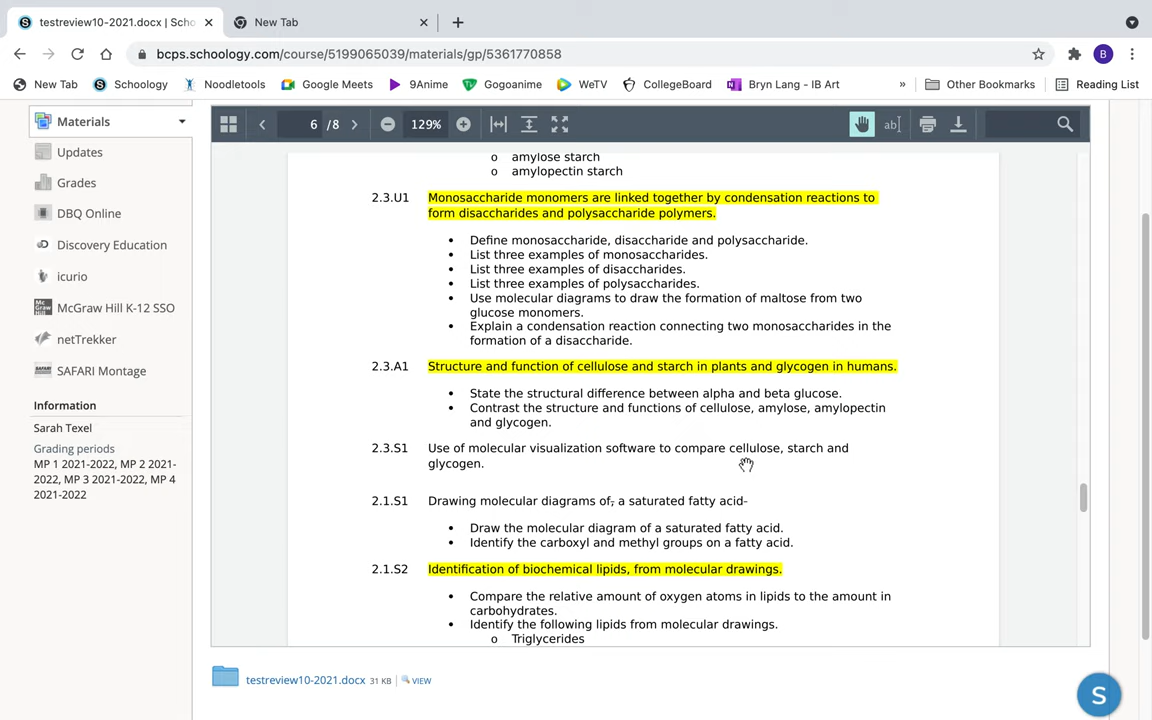 testreview10-2021.docx | Scho
New Tab
bcps.schoology.com/course/5199065039/materials/gp/5361770858
B
New Tab
Schoology
Noodletools
Google Meets
9Anime
Gogoanime
WeTV
CollegeBoard
Bryn Lang - IB Art
»
Other Bookmarks
Reading List
Materials
Updates
Grades
DBQ Online
Discovery Education
icurio
McGraw Hill K-12 SSO
netTrekker
SAFARI Montage
Information
Sarah Texel
Grading periods
MP 1 2021-2022, MP 2 2021-
2022, MP 3 2021-2022, MP 4
2021-2022
6 /8
129%
ab
o amylose starch
o amylopectin starch
2.3.U1 Monosaccharide monomers are linked together by condensation reactions to
form disaccharides and polysaccharide polymers.
• Define monosaccharide, disaccharide and polysaccharide.
• List three examples of monosaccharides.
• List three examples of disaccharides.
• List three examples of polysaccharides.
• Use molecular diagrams to draw the formation of maltose from two
glucose monomers.
• Explain a condensation reaction connecting two monosaccharides in the
formation of a disaccharide.
2.3.A1 Structure and function of cellulose and starch in plants and glycogen in humans.
• State the structural difference between alpha and beta glucose.
• Contrast the structure and functions of cellulose, amylose, amylopectin
and glycogen.
2.3.S1 Use of molecular visualization software to compare cellulose, starch and
glycogen.
2.1.S1 Drawing molecular diagrams of, a saturated fatty acid-
• Draw the molecular diagram of a saturated fatty acid.
• Identify the carboxyl and methyl groups on a fatty acid.
2.1.S2 Identification of biochemical lipids, from molecular drawings.
• Compare the relative amount of oxygen atoms in lipids to the amount in
carbohydrates.
• Identify the following lipids from molecular drawings.
o Triglycerides
testreview10-2021.docx 31 KB VIEW
S